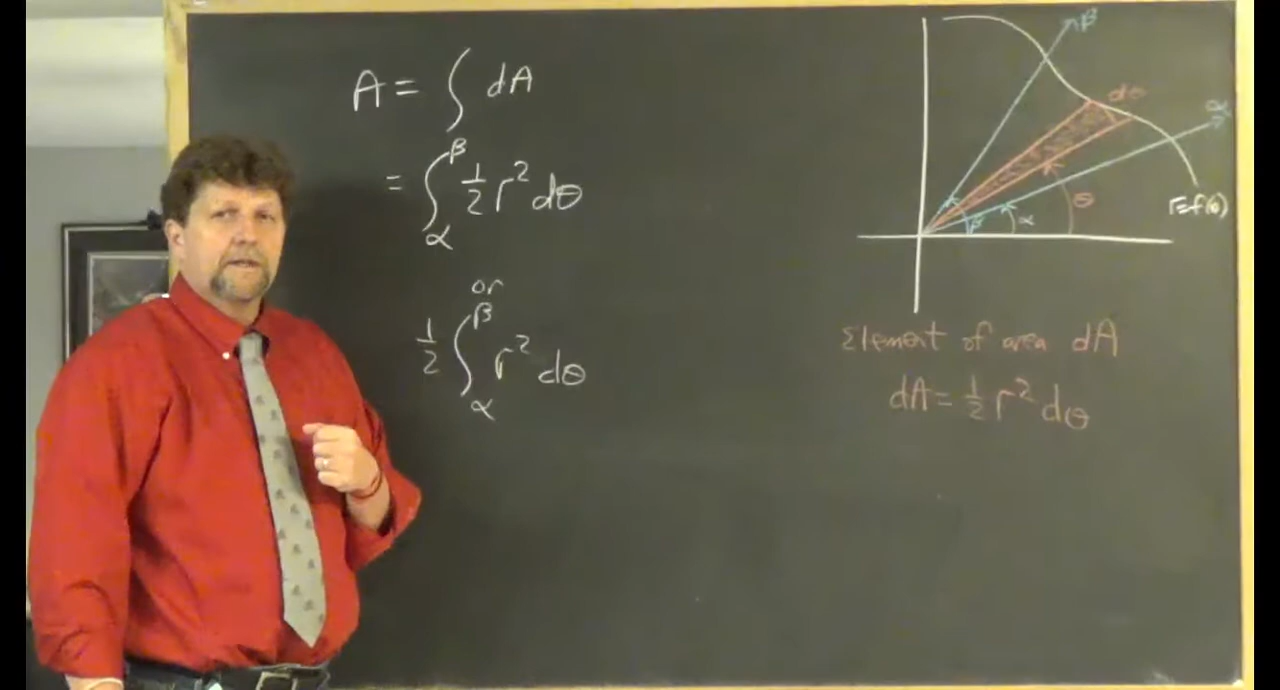 A = ∫ dA
= ∫_α^β 1/2 r² dθ
or
1/2 ∫_α^β r² dθ
β
dθ
α
θ
β
α
r=f(θ)
Element of area dA
dA = 1/2 r² dθ